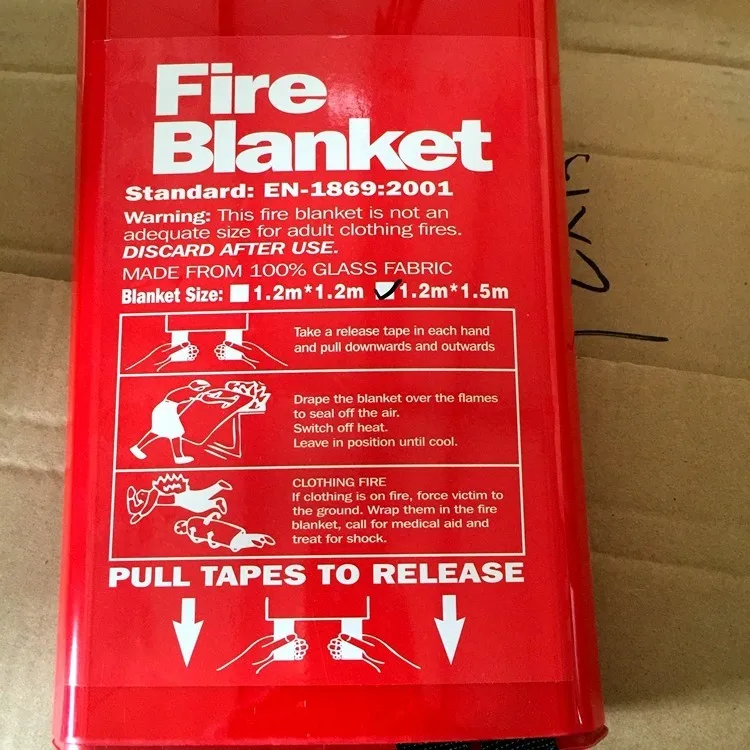 Fire
Blanket
Standard: EN-1869:2001
Warning: This fire blanket is not an
adequate size for adult clothing fires.
DISCARD AFTER USE.
MADE FROM 100% GLASS FABRIC
Blanket Size: 1.2m*1.2m 1.2m*1.5m
Take a release tape in each hand
and pull downwards and outwards
Drape the blanket over the flames
to seal off the air.
Switch off heat.
Leave in position until cool.
CLOTHING FIRE
If clothing is on fire, force victim to
the ground. Wrap them in the fire
blanket, call for medical aid and
treat for shock.
PULL TAPES TO RELEASE